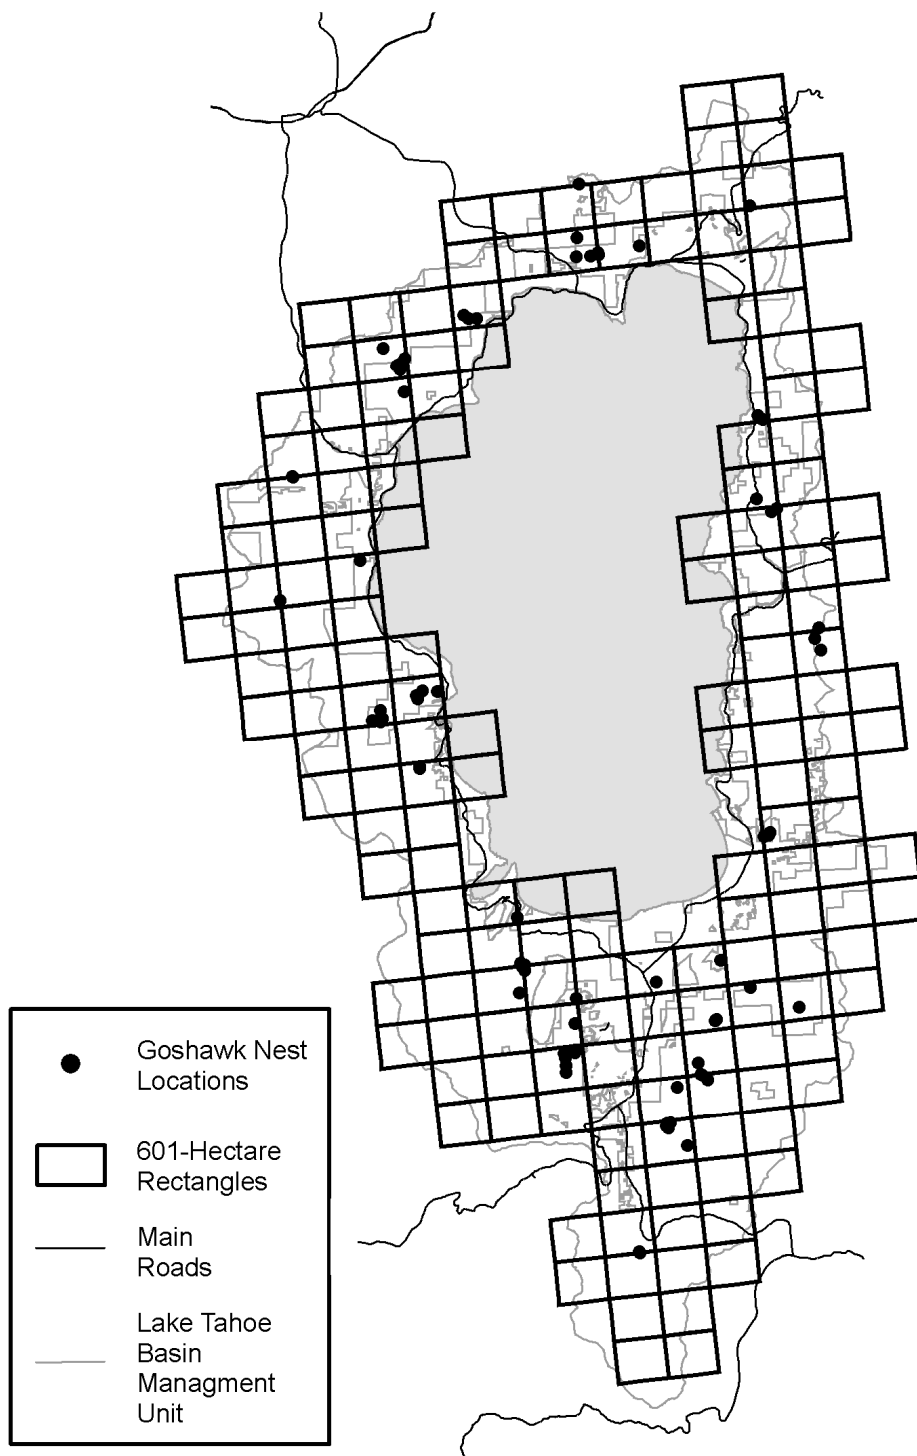 Goshawk Nest
Locations
601-Hectare
Rectangles
Main
Roads
Lake Tahoe
Basin
Managment
Unit